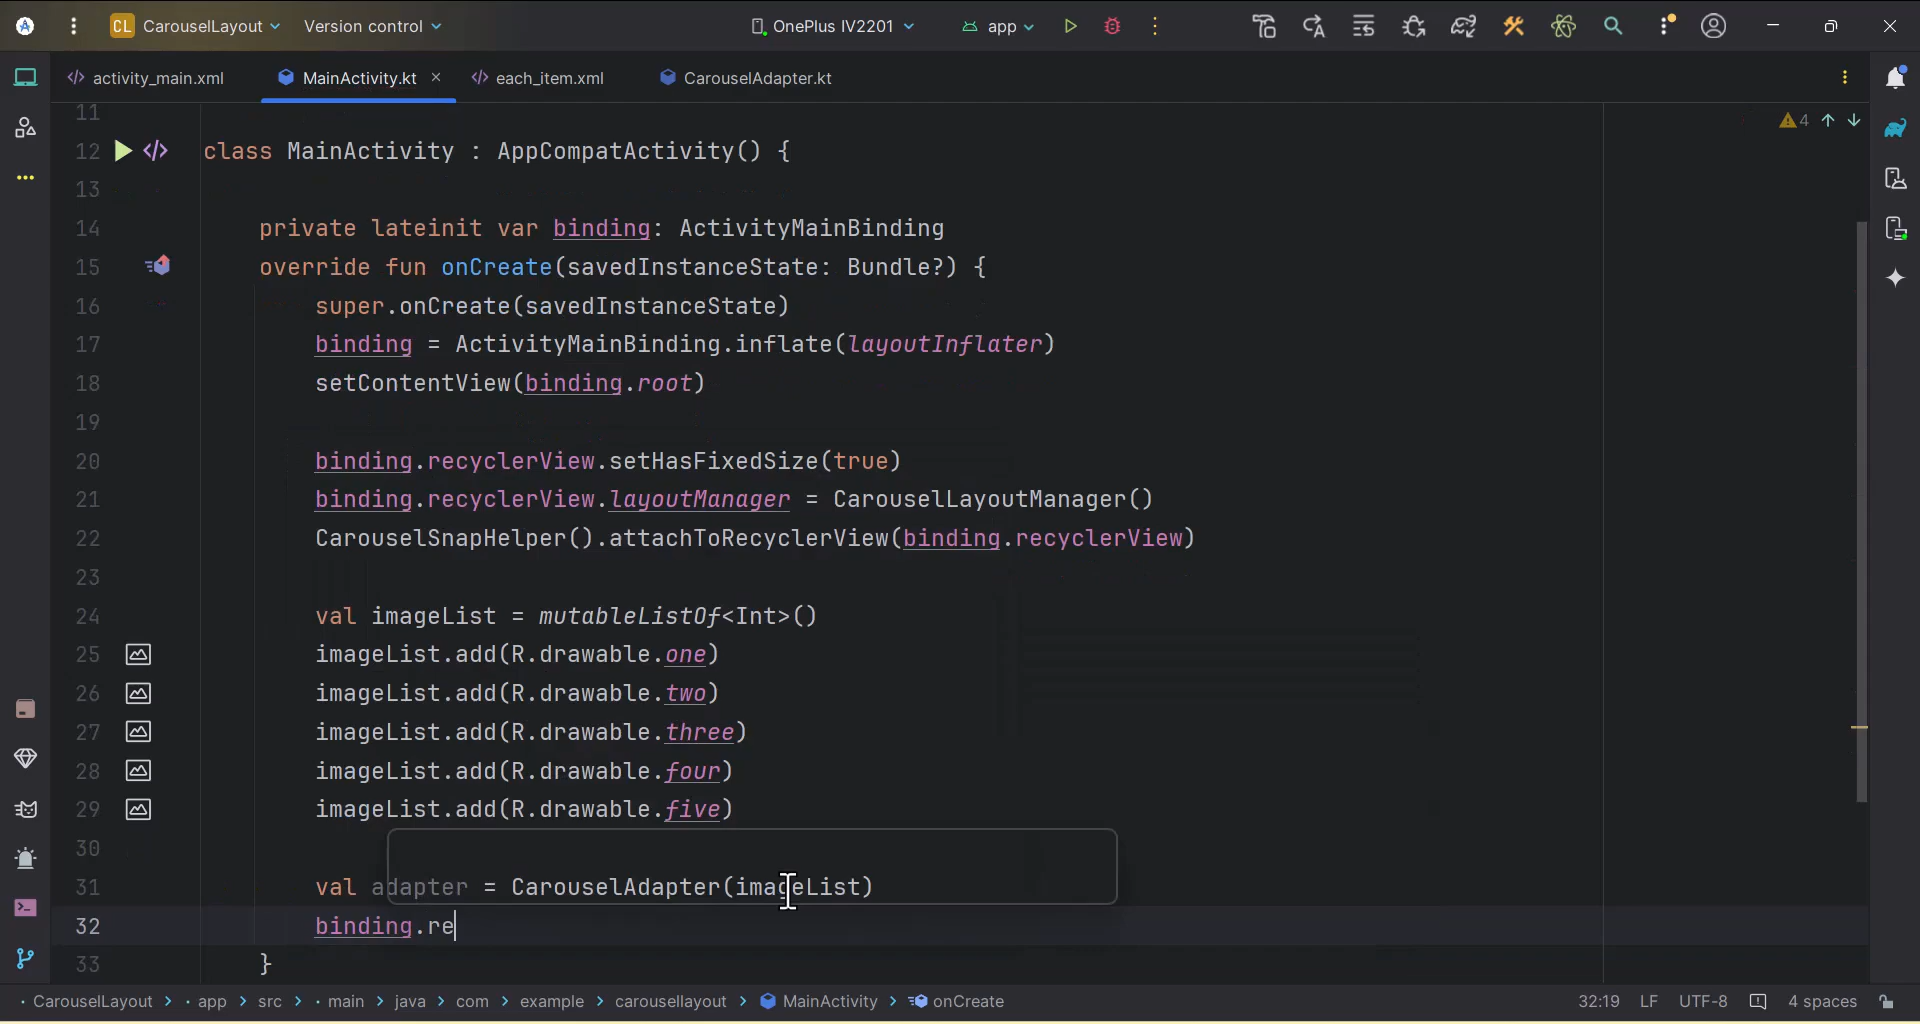 CL CarouselLayout Version control OnePlus IV2201 app
activity_main.xml MainActivity.kt each_item.xml CarouselAdapter.kt
11
4
12 class MainActivity : AppCompatActivity() {
13
14 private lateinit var binding: ActivityMainBinding
15 override fun onCreate(savedInstanceState: Bundle?) {
16 super.onCreate(savedInstanceState)
17 binding = ActivityMainBinding.inflate(layoutInflater)
18 setContentView(binding.root)
19
20 binding.recyclerView.setHasFixedSize(true)
21 binding.recyclerView.layoutManager = CarouselLayoutManager()
22 CarouselSnapHelper().attachToRecyclerView(binding.recyclerView)
23
24 val imageList = mutableListOf<Int>()
25 imageList.add(R.drawable.one)
26 imageList.add(R.drawable.two)
27 imageList.add(R.drawable.three)
28 imageList.add(R.drawable.four)
29 imageList.add(R.drawable.five)
30
31 val adapter = CarouselAdapter(imageList)
32 binding.re
33 }
CarouselLayout > app > src > main > java > com > example > carousellayout > MainActivity > onCreate 32:19 LF UTF-8 4 spaces